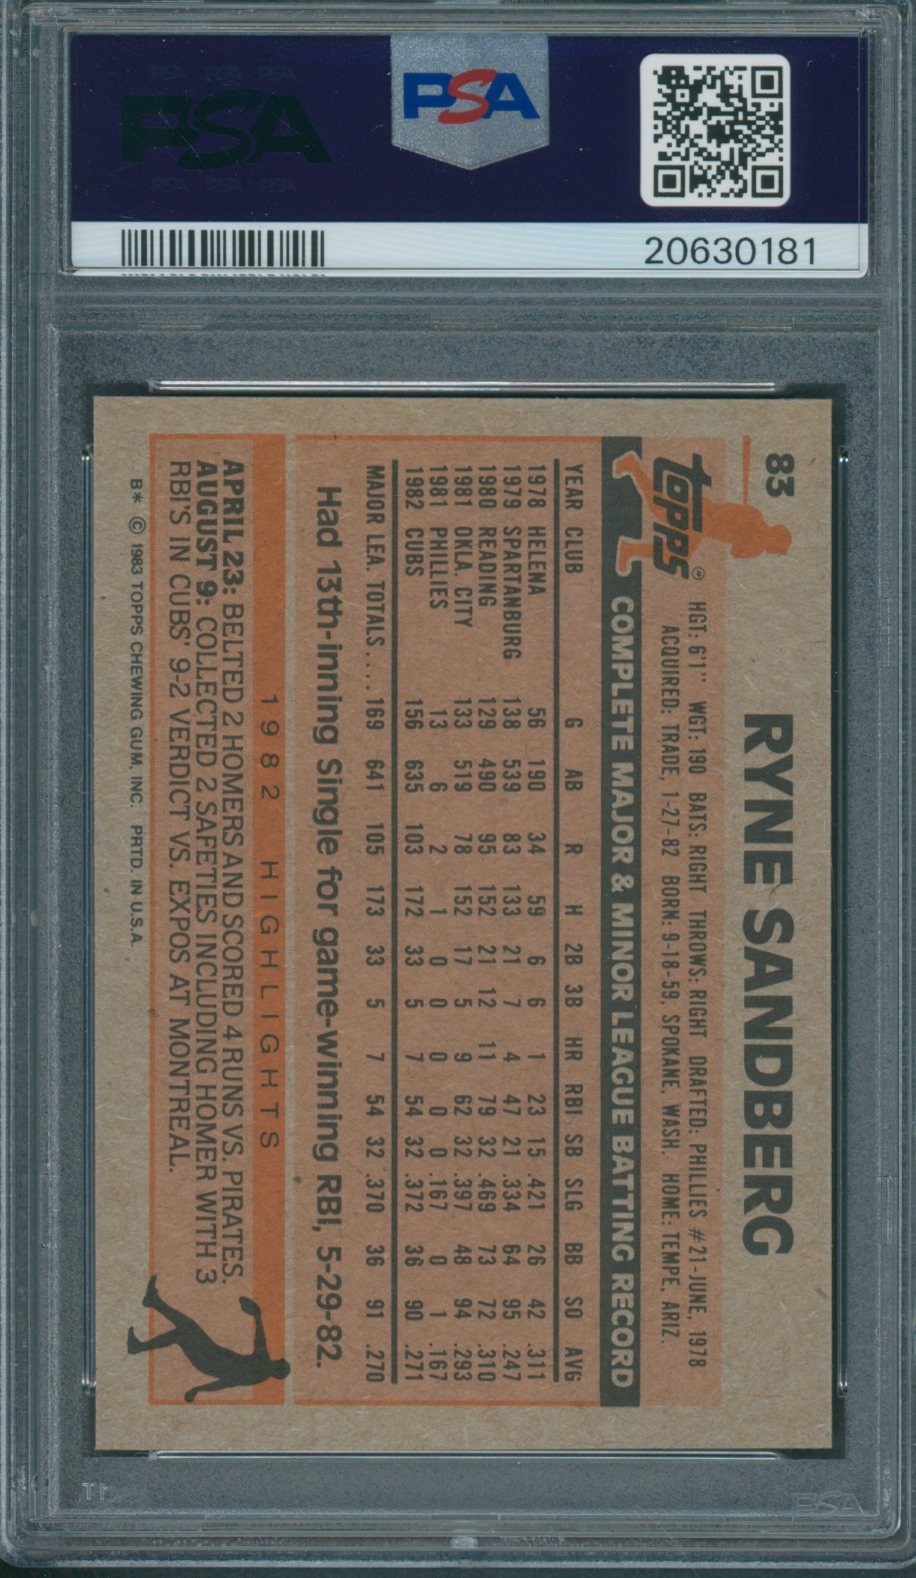 PSA
PSA
20630181
83
RYNE SANDBERG
topps®
HGT: 6'1" WGT: 190 BATS: RIGHT THROWS: RIGHT DRAFTED: PHILLIES #21-JUNE, 1978
ACQUIRED: TRADE, 1-27-82 BORN: 9-18-59, SPOKANE, WASH. HOME: TEMPE, ARIZ.
COMPLETE MAJOR & MINOR LEAGUE BATTING RECORD
YEAR CLUB G AB R H 2B 3B HR RBI SB SLG BB SO AVG
1978 HELENA 56 190 34 59 6 6 1 23 15 .421 26 42 .311
1979 SPARTANBURG 138 539 83 133 21 7 4 47 21 .334 64 95 .247
1980 READING 129 490 95 152 21 12 11 79 32 .469 73 72 .310
1981 OKLA. CITY 133 519 78 152 17 5 9 62 32 .397 48 94 .293
1981 PHILLIES 13 6 2 1 0 0 0 0 0 .167 0 1 .167
1982 CUBS 156 635 103 172 33 5 7 54 32 .372 36 90 .271
MAJOR LEA. TOTALS.... 169 641 105 173 33 5 7 54 32 .370 36 91 .270
Had 13th-inning Single for game-winning RBI, 5-29-82.
1982 HIGHLIGHTS
APRIL 23: BELTED 2 HOMERS AND SCORED 4 RUNS VS. PIRATES.
AUGUST 9: COLLECTED 2 SAFETIES INCLUDING HOMER WITH 3
RBI'S IN CUBS' 9-2 VERDICT VS. EXPOS AT MONTREAL.
B* © 1983 TOPPS CHEWING GUM, INC. PRTD. IN U.S.A.
PSA